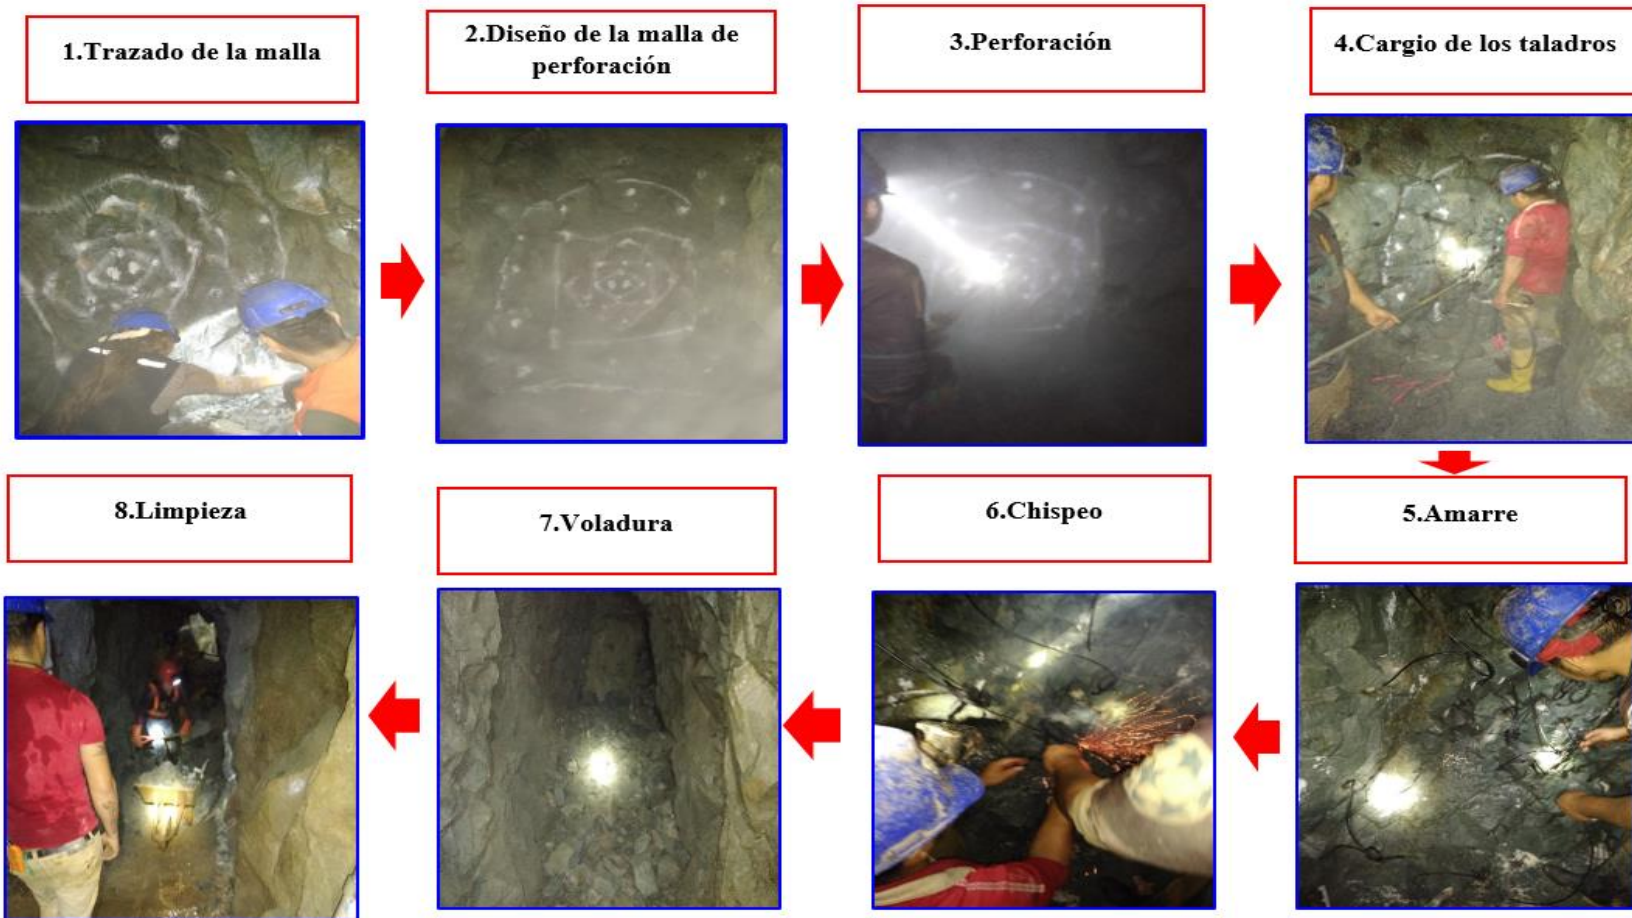 1.Trazado de la malla
2.Diseño de la malla de
perforación
3.Perforación
4.Cargio de los taladros
5.Amarre
6.Chispeo
7.Voladura
8.Limpieza